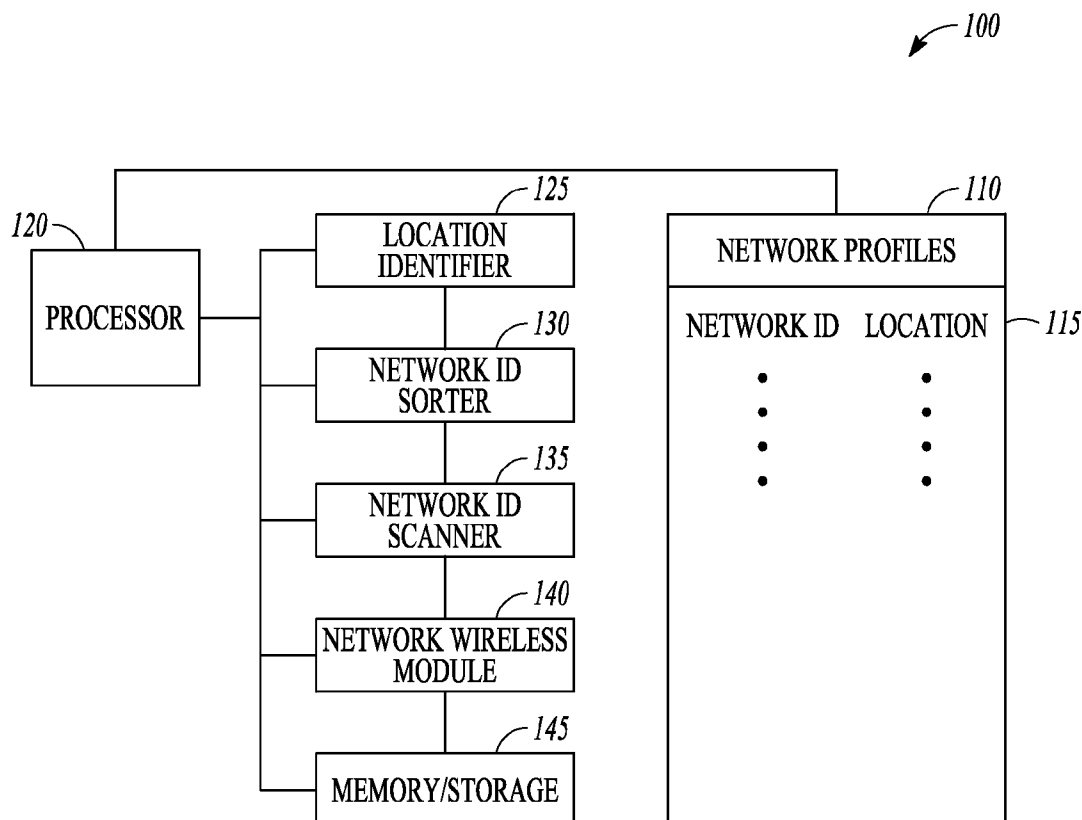 100
125
110
120
LOCATION
IDENTIFIER
NETWORK PROFILES
PROCESSOR
NETWORK ID LOCATION
115
130
NETWORK ID
SORTER
135
NETWORK ID
SCANNER
140
NETWORK WIRELESS
MODULE
145
MEMORY/STORAGE